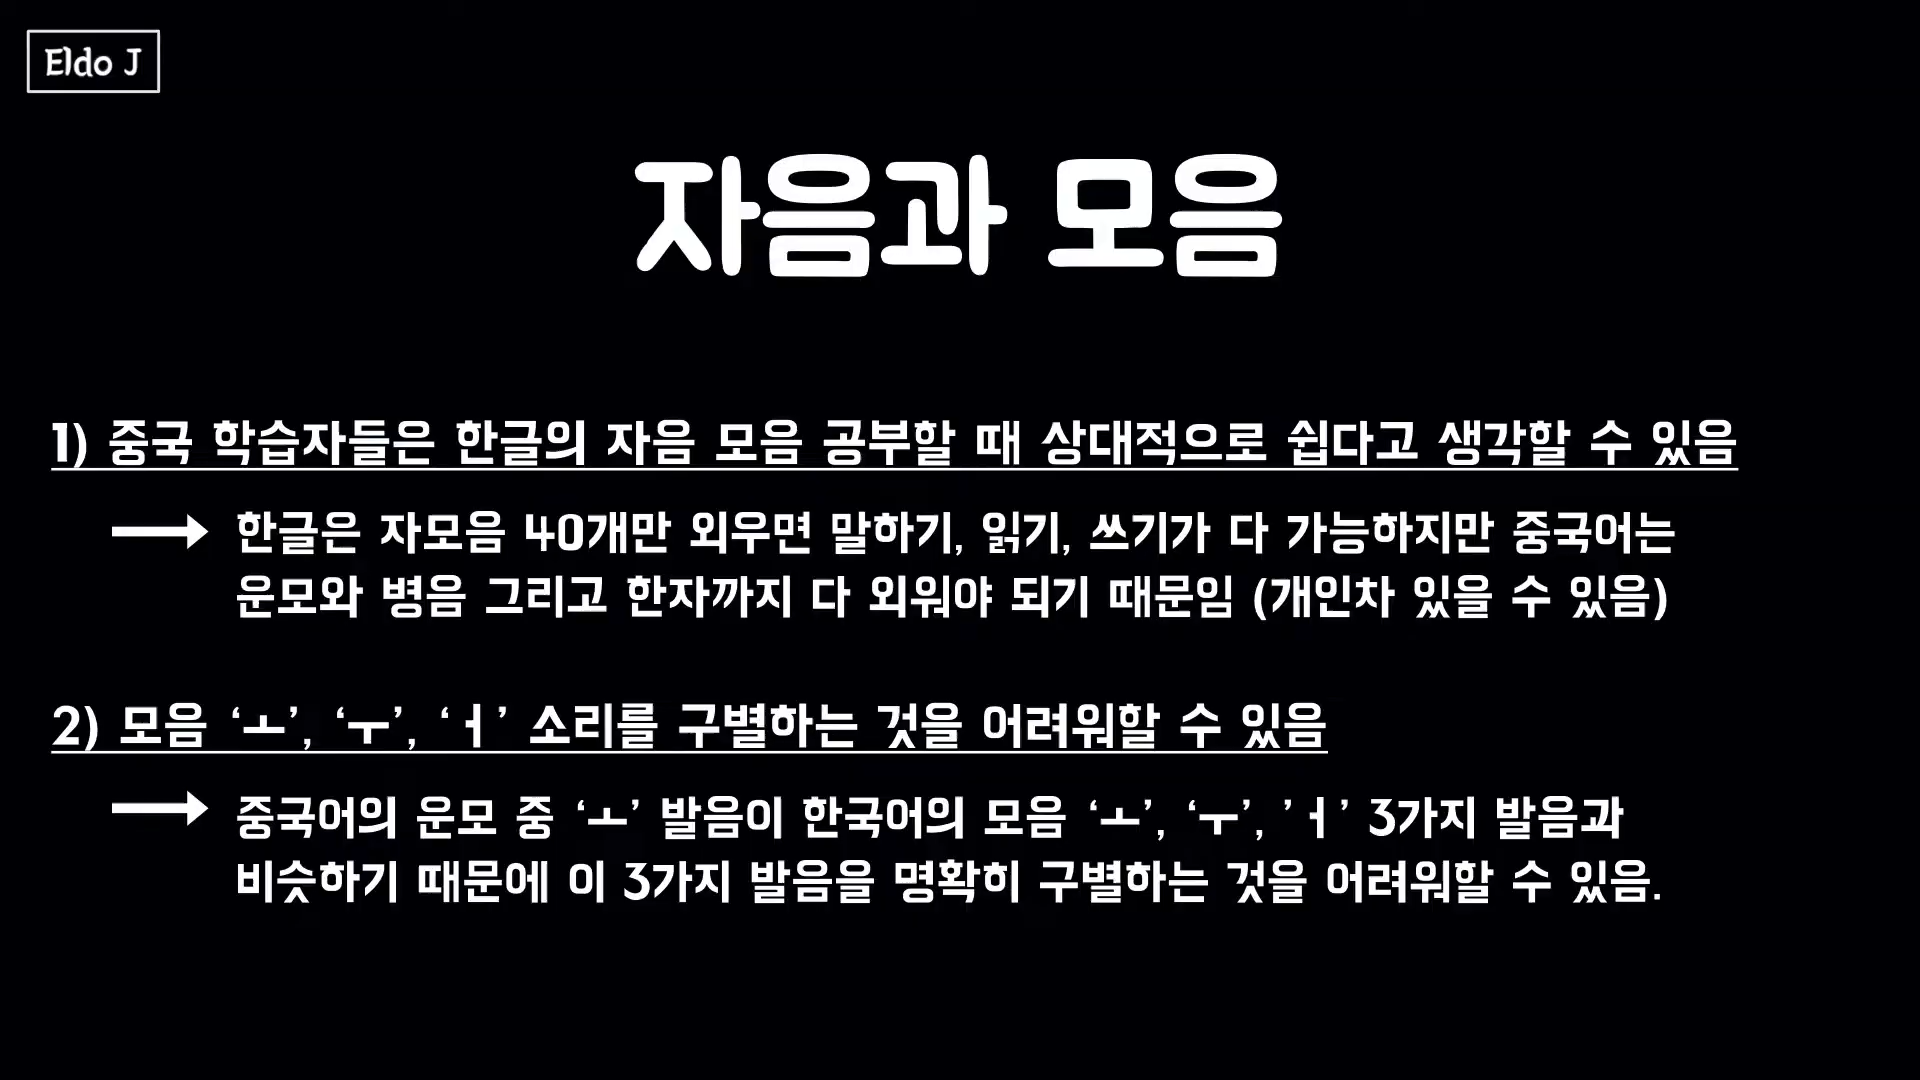 Eldo J
자음과 모음
1) 중국 학습자들은 한글의 자음 모음 공부할 때 상대적으로 쉽다고 생각할 수 있음
→ 한글은 자모음 40개만 외우면 말하기, 읽기, 쓰기가 다 가능하지만 중국어는
운모와 병음 그리고 한자까지 다 외워야 되기 때문임 (개인차 있을 수 있음)
2) 모음 ‘ㅗ’, ‘ㅜ’, ‘ㅓ’ 소리를 구별하는 것을 어려워할 수 있음
→ 중국어의 운모 중 ‘ㅗ’ 발음이 한국어의 모음 ‘ㅗ’, ‘ㅜ’, ’ㅓ’ 3가지 발음과
비슷하기 때문에 이 3가지 발음을 명확히 구별하는 것을 어려워할 수 있음.